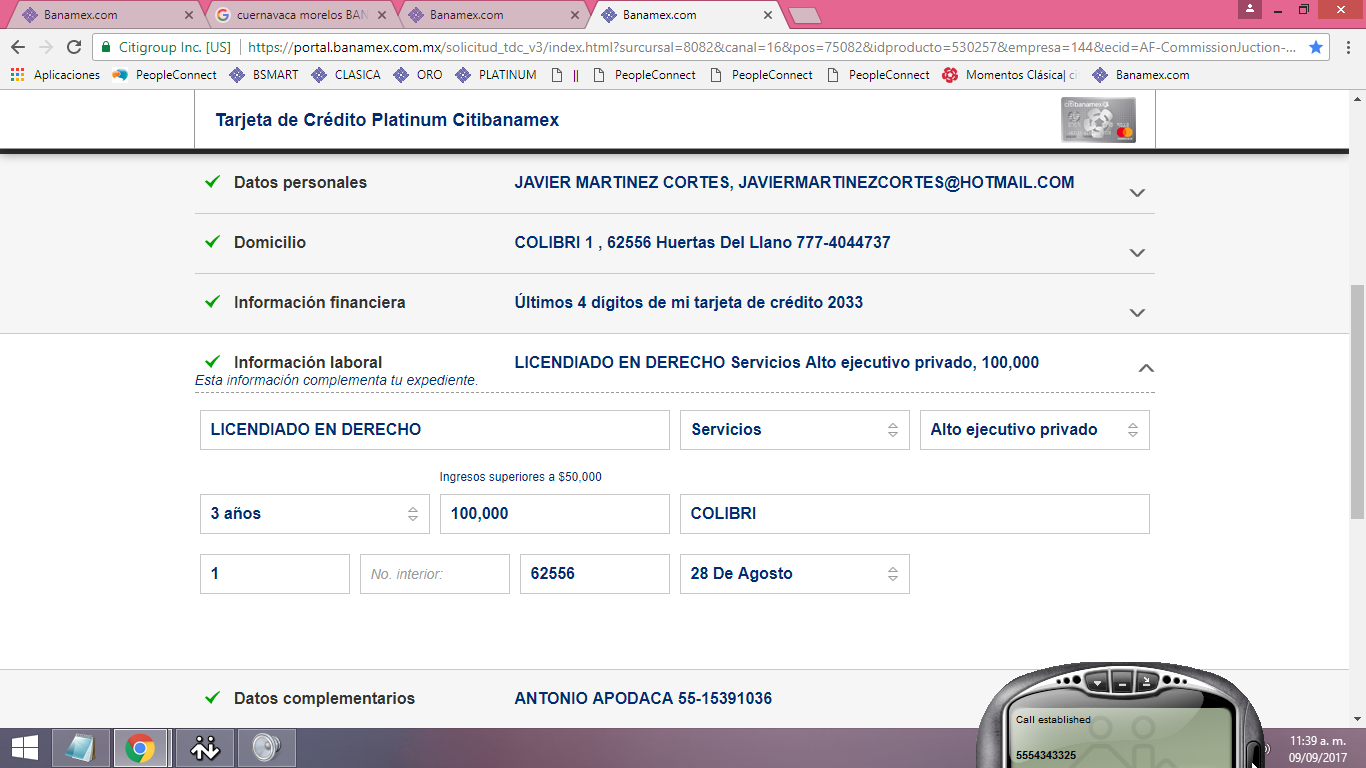 Banamex.com
cuernavaca morelos BAN
Banamex.com
Banamex.com
Citigroup Inc. [US] https://portal.banamex.com.mx/solicitud_tdc_v3/index.html?sursursal=8082&canal=16&pos=75082&idproducto=530257&empresa=144&ecid=AF-CommissionJuction-...
Aplicaciones PeopleConnect BSMART CLASICA ORO PLATINUM || PeopleConnect PeopleConnect PeopleConnect Momentos Clásica| ci Banamex.com
Tarjeta de Crédito Platinum Citibanamex
citibanamex
Datos personales JAVIER MARTINEZ CORTES, JAVIERMARTINEZCORTES@HOTMAIL.COM
Domicilio COLIBRI 1 , 62556 Huertas Del Llano 777-4044737
Información financiera Últimos 4 dígitos de mi tarjeta de crédito 2033
Información laboral LICENDIADO EN DERECHO Servicios Alto ejecutivo privado, 100,000
Esta información complementa tu expediente.
LICENDIADO EN DERECHO Servicios Alto ejecutivo privado
Ingresos superiores a $50,000
3 años 100,000 COLIBRI
1 No. interior: 62556 28 De Agosto
Datos complementarios ANTONIO APODACA 55-15391036
Call established
5554343325
11:39 a. m.
09/09/2017